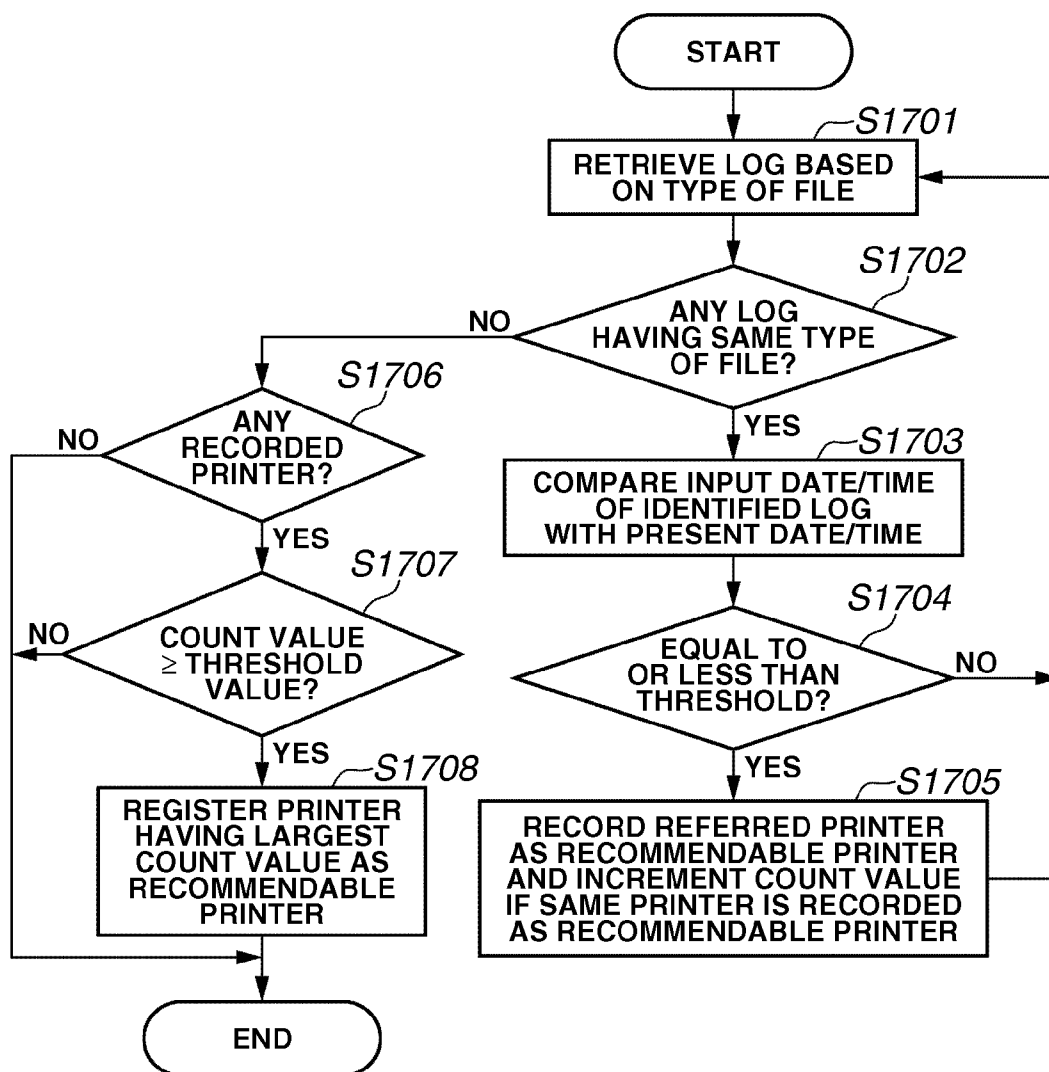 START
S1701
RETRIEVE LOG BASED
ON TYPE OF FILE
S1702
ANY LOG
HAVING SAME TYPE
OF FILE?
NO
YES
S1706
ANY
RECORDED
PRINTER?
NO
YES
S1703
COMPARE INPUT DATE/TIME
OF IDENTIFIED LOG
WITH PRESENT DATE/TIME
S1707
COUNT VALUE
≥ THRESHOLD
VALUE?
NO
YES
S1704
EQUAL TO
OR LESS THAN
THRESHOLD?
NO
YES
S1708
REGISTER PRINTER
HAVING LARGEST
COUNT VALUE AS
RECOMMENDABLE
PRINTER
S1705
RECORD REFERRED PRINTER
AS RECOMMENDABLE PRINTER
AND INCREMENT COUNT VALUE
IF SAME PRINTER IS RECORDED
AS RECOMMENDABLE PRINTER
END